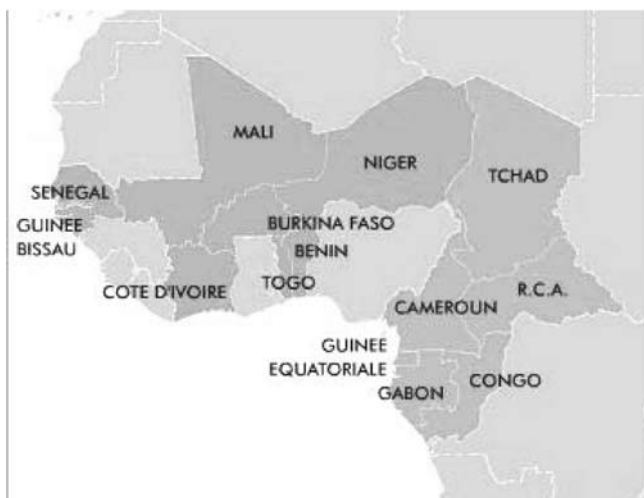 MALI
NIGER
TCHAD
SENEGAL
GUINEE
BISSAU
BURKINA FASO
BENIN
TOGO
COTE D'IVOIRE
CAMEROUN
R.C.A.
GUINEE
EQUATORIALE
GABON
CONGO